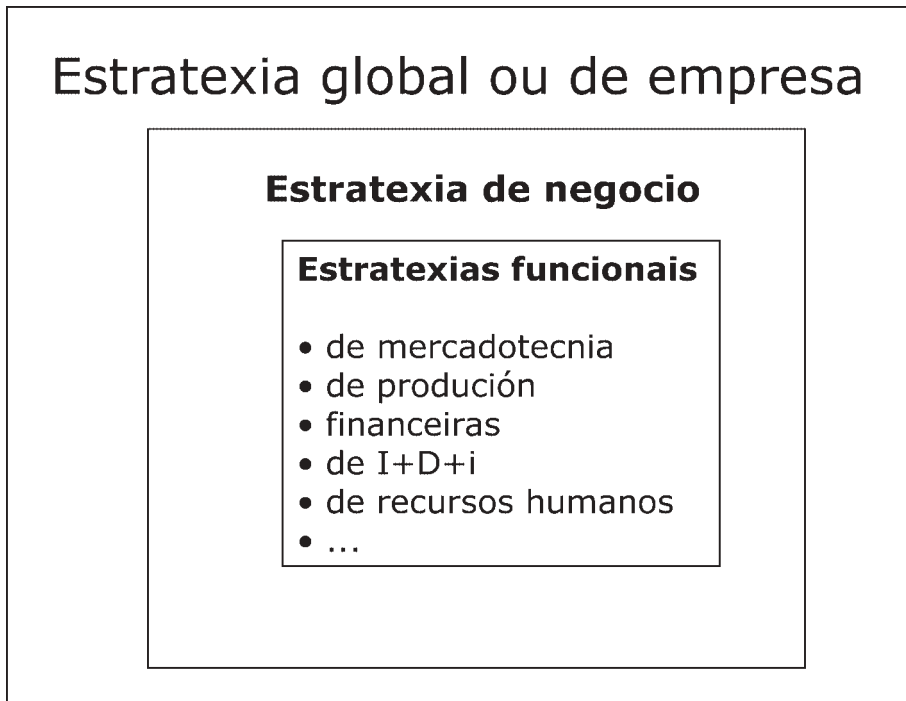 Estratexia global ou de empresa
Estratexia de negocio
Estratexias funcionais
• de mercadotecnia
• de produción
• financeiras
• de I+D+i
• de recursos humanos
• ...